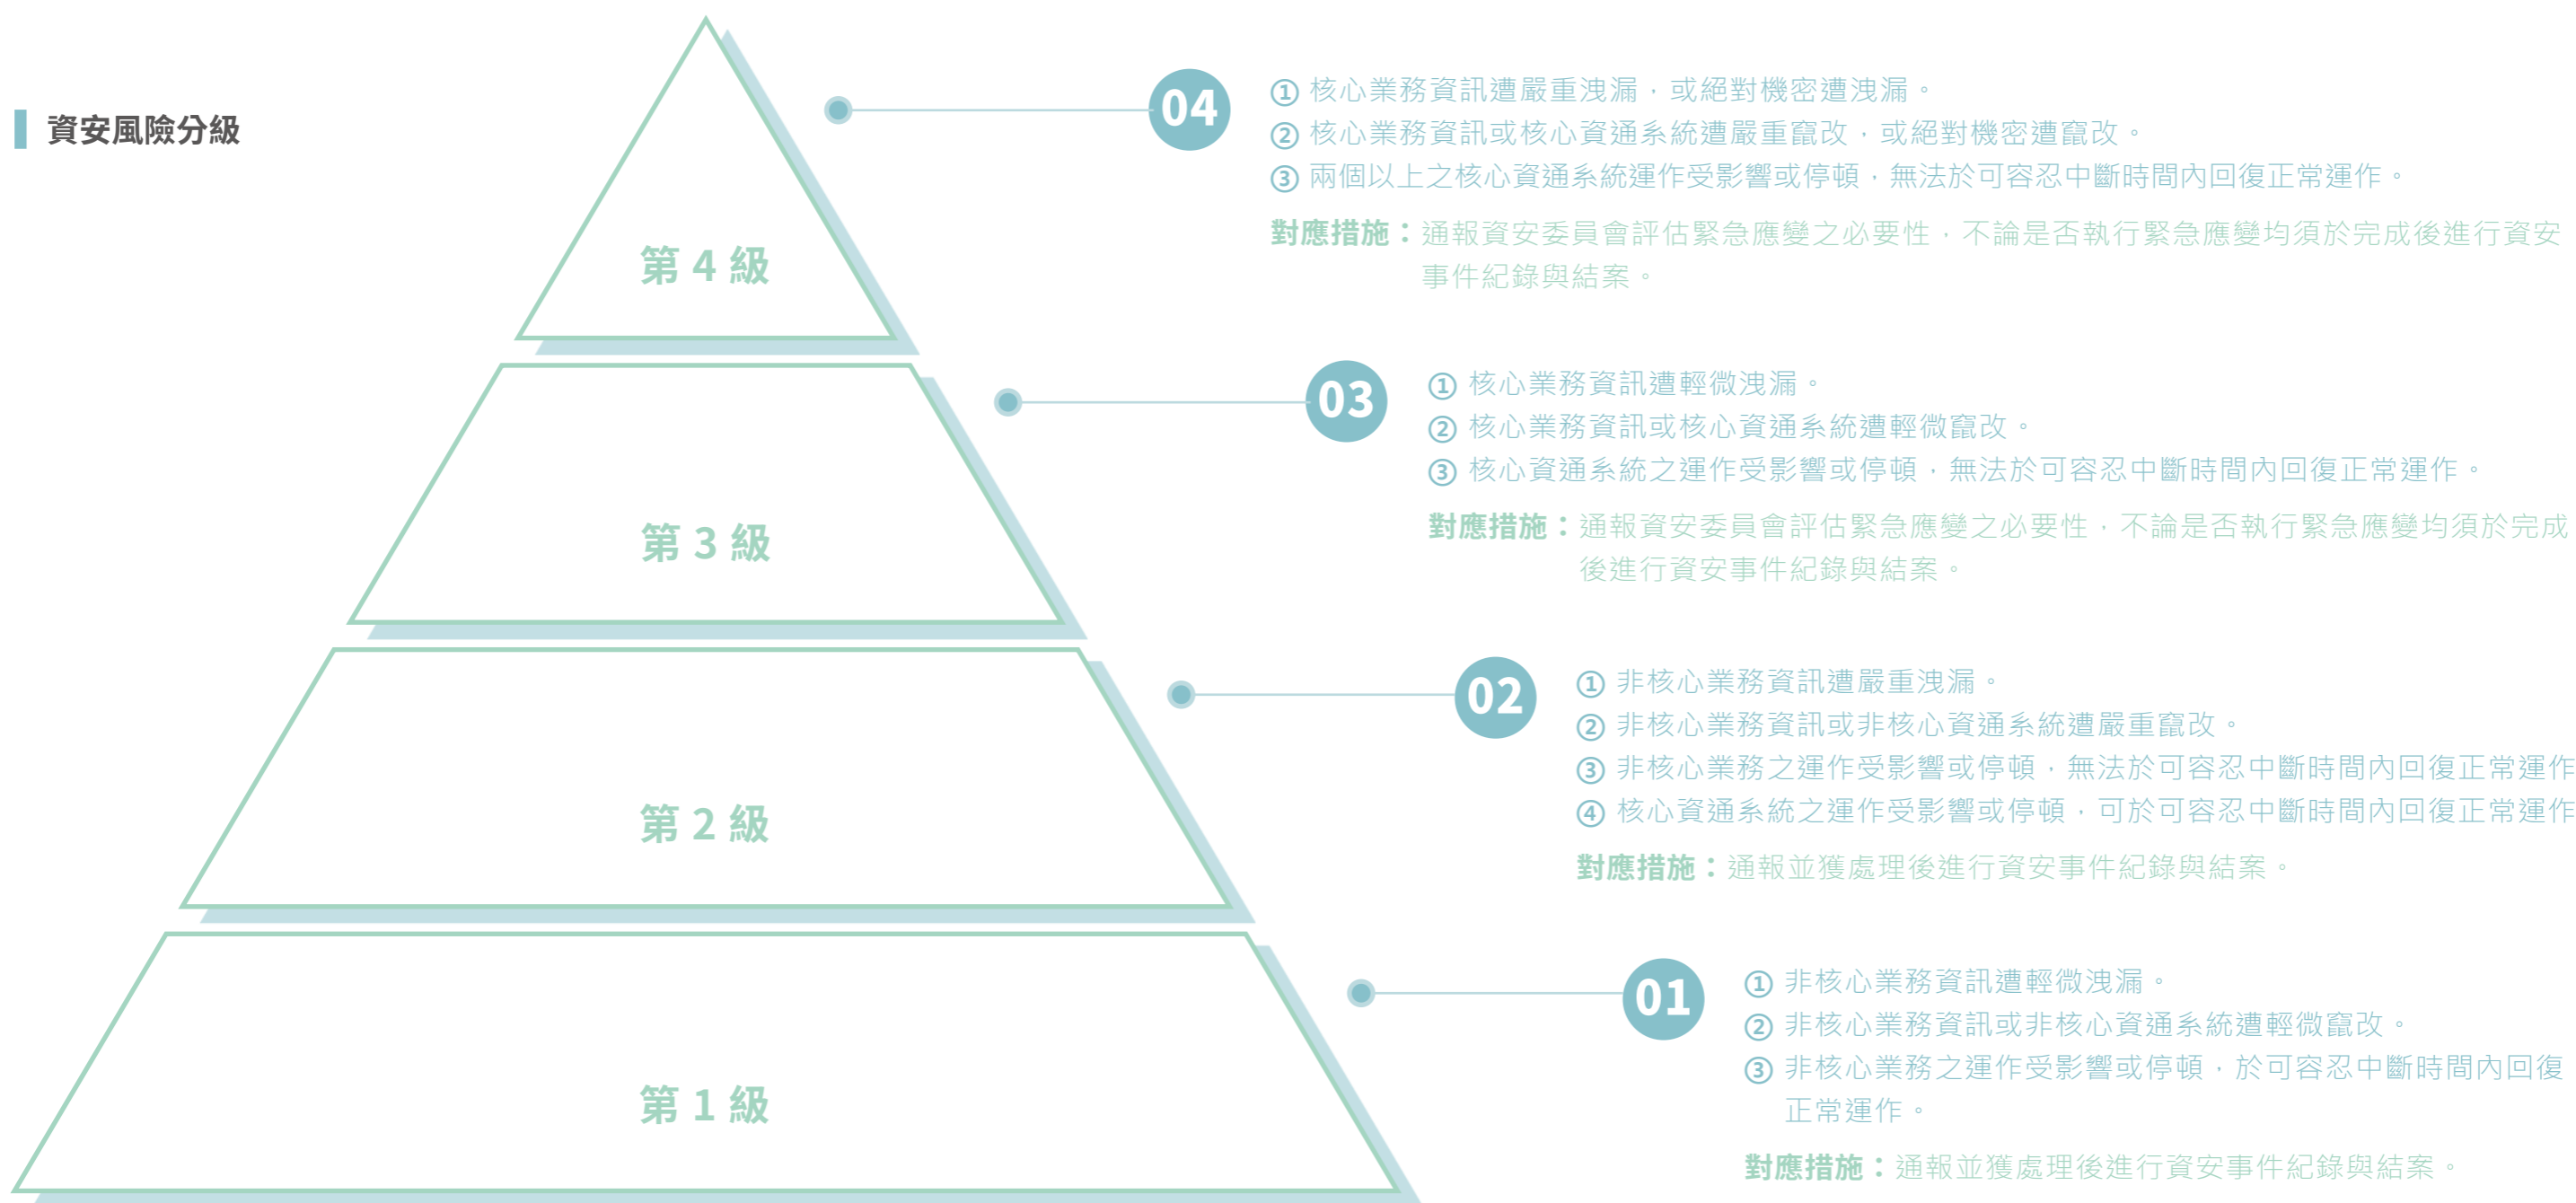 資安風險分級
第 4 級
04
① 核心業務資訊遭嚴重洩漏，或絕對機密遭洩漏。
② 核心業務資訊或核心資通系統遭嚴重竄改，或絕對機密遭竄改。
③ 兩個以上之核心資通系統運作受影響或停頓，無法於可容忍中斷時間內回復正常運作。
對應措施：通報資安委員會評估緊急應變之必要性，不論是否執行緊急應變均須於完成後進行資安
事件紀錄與結案。
第 3 級
03
① 核心業務資訊遭輕微洩漏。
② 核心業務資訊或核心資通系統遭輕微竄改。
③ 核心資通系統之運作受影響或停頓，無法於可容忍中斷時間內回復正常運作。
對應措施：通報資安委員會評估緊急應變之必要性，不論是否執行緊急應變均須於完成
後進行資安事件紀錄與結案。
第 2 級
02
① 非核心業務資訊遭嚴重洩漏。
② 非核心業務資訊或非核心資通系統遭嚴重竄改。
③ 非核心業務之運作受影響或停頓，無法於可容忍中斷時間內回復正常運作
④ 核心資通系統之運作受影響或停頓，可於可容忍中斷時間內回復正常運作
對應措施：通報並獲處理後進行資安事件紀錄與結案。
第 1 級
01
① 非核心業務資訊遭輕微洩漏。
② 非核心業務資訊或非核心資通系統遭輕微竄改。
③ 非核心業務之運作受影響或停頓，於可容忍中斷時間內回復
正常運作。
對應措施：通報並獲處理後進行資安事件紀錄與結案。